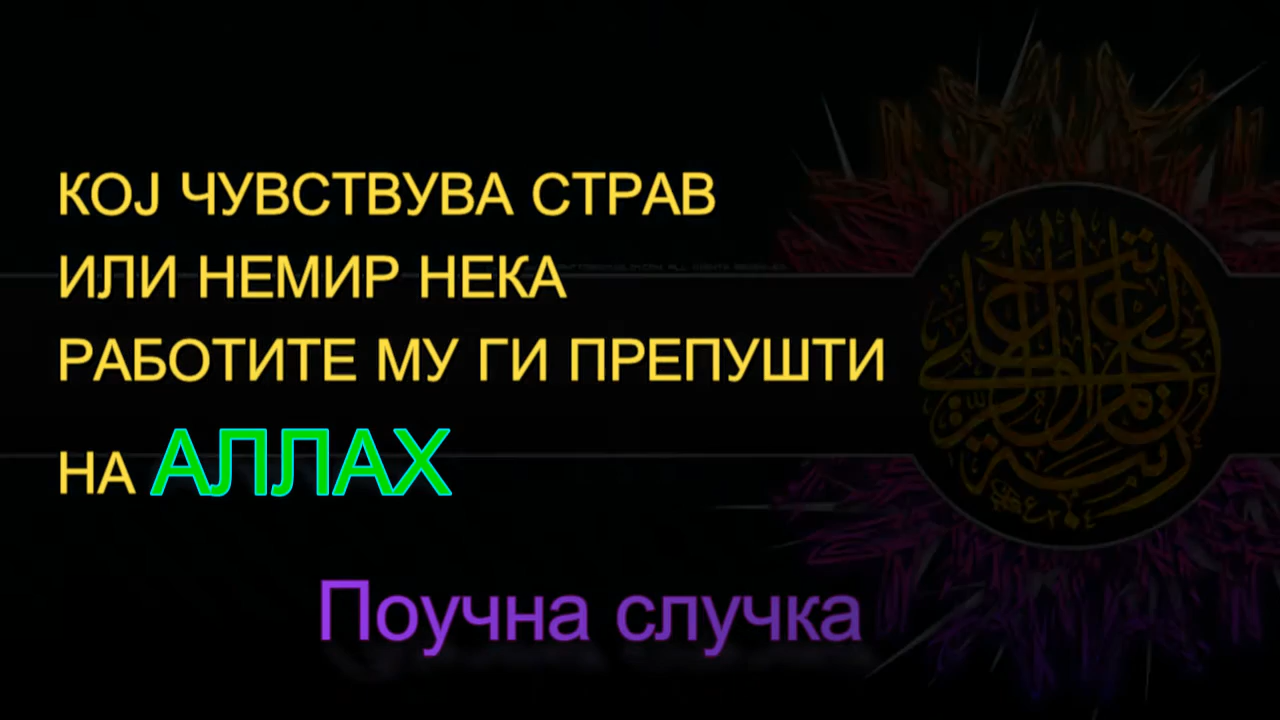 КОЈ ЧУВСТВУВА СТРАВ
ИЛИ НЕМИР НЕКА
РАБОТИТЕ МУ ГИ ПРЕПУШТИ
НА АЛЛАХ
Поучна случка